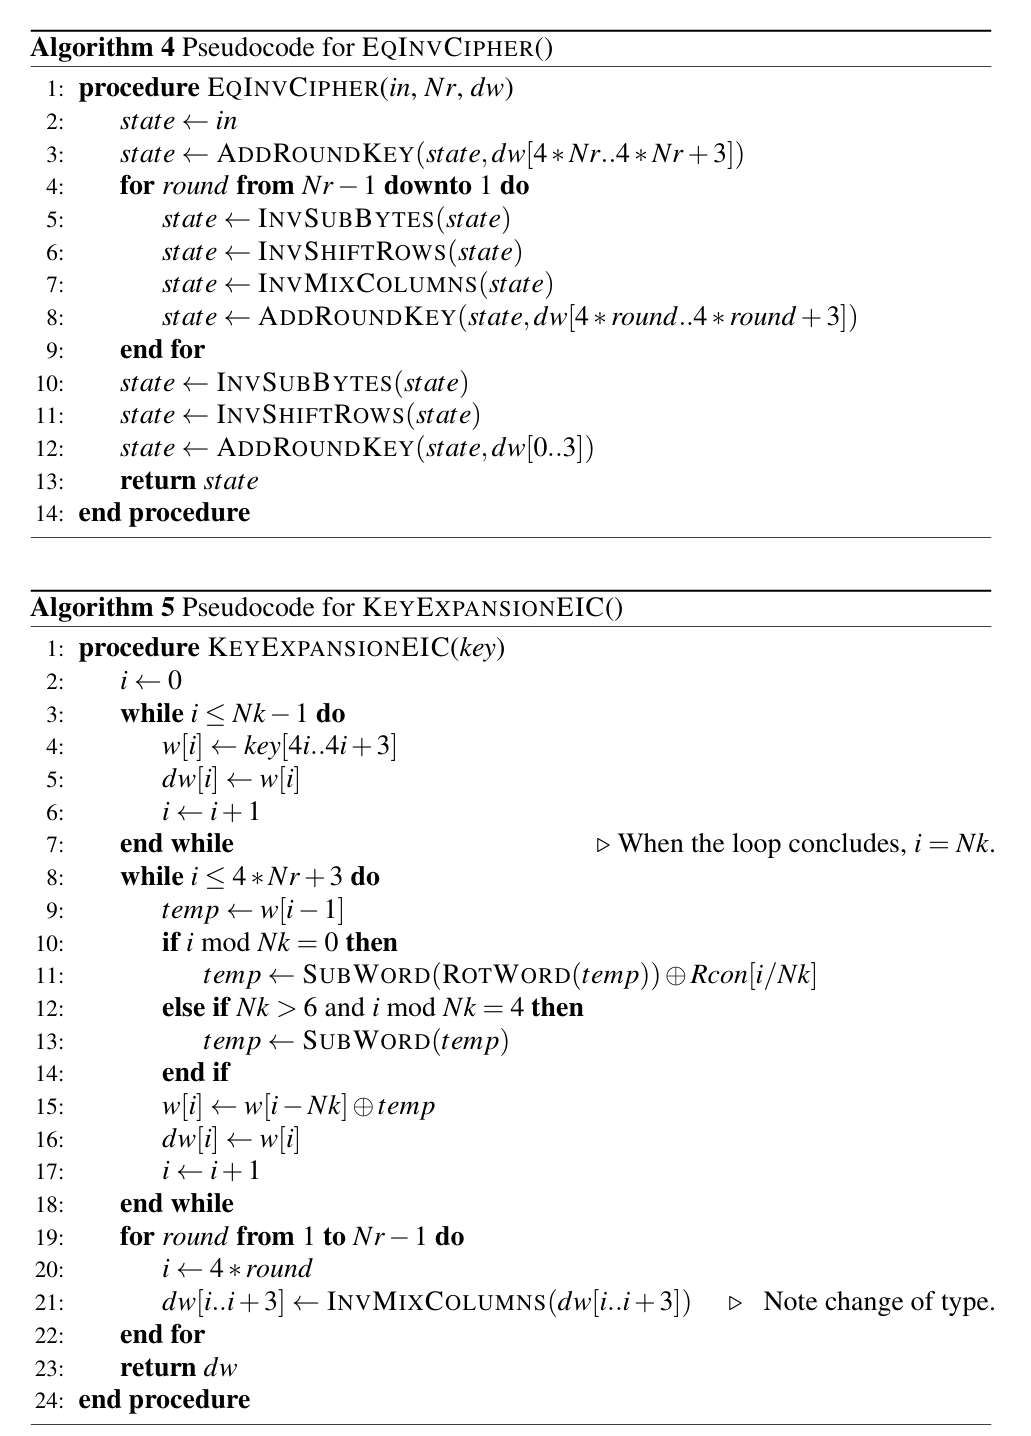 Algorithm 4 Pseudocode for EQINVCIPHER()
1: procedure EQINVCIPHER(in, Nr, dw)
2: state ← in
3: state ← ADDROUNDKEY(state,dw[4∗Nr..4∗Nr+3])
4: for round from Nr−1 downto 1 do
5: state ← INVSUBBYTES(state)
6: state ← INVSHIFTROWS(state)
7: state ← INVMIXCOLUMNS(state)
8: state ← ADDROUNDKEY(state,dw[4∗round..4∗round+3])
9: end for
10: state ← INVSUBBYTES(state)
11: state ← INVSHIFTROWS(state)
12: state ← ADDROUNDKEY(state,dw[0..3])
13: return state
14: end procedure
Algorithm 5 Pseudocode for KEYEXPANSIONEIC()
1: procedure KEYEXPANSIONEIC(key)
2: i ← 0
3: while i ≤ Nk−1 do
4: w[i] ← key[4i..4i+3]
5: dw[i] ← w[i]
6: i ← i+1
7: end while ▷ When the loop concludes, i = Nk.
8: while i ≤ 4∗Nr+3 do
9: temp ← w[i−1]
10: if i mod Nk = 0 then
11: temp ← SUBWORD(ROTWORD(temp))⊕Rcon[i/Nk]
12: else if Nk > 6 and i mod Nk = 4 then
13: temp ← SUBWORD(temp)
14: end if
15: w[i] ← w[i−Nk]⊕temp
16: dw[i] ← w[i]
17: i ← i+1
18: end while
19: for round from 1 to Nr−1 do
20: i ← 4∗round
21: dw[i..i+3] ← INVMIXCOLUMNS(dw[i..i+3]) ▷ Note change of type.
22: end for
23: return dw
24: end procedure